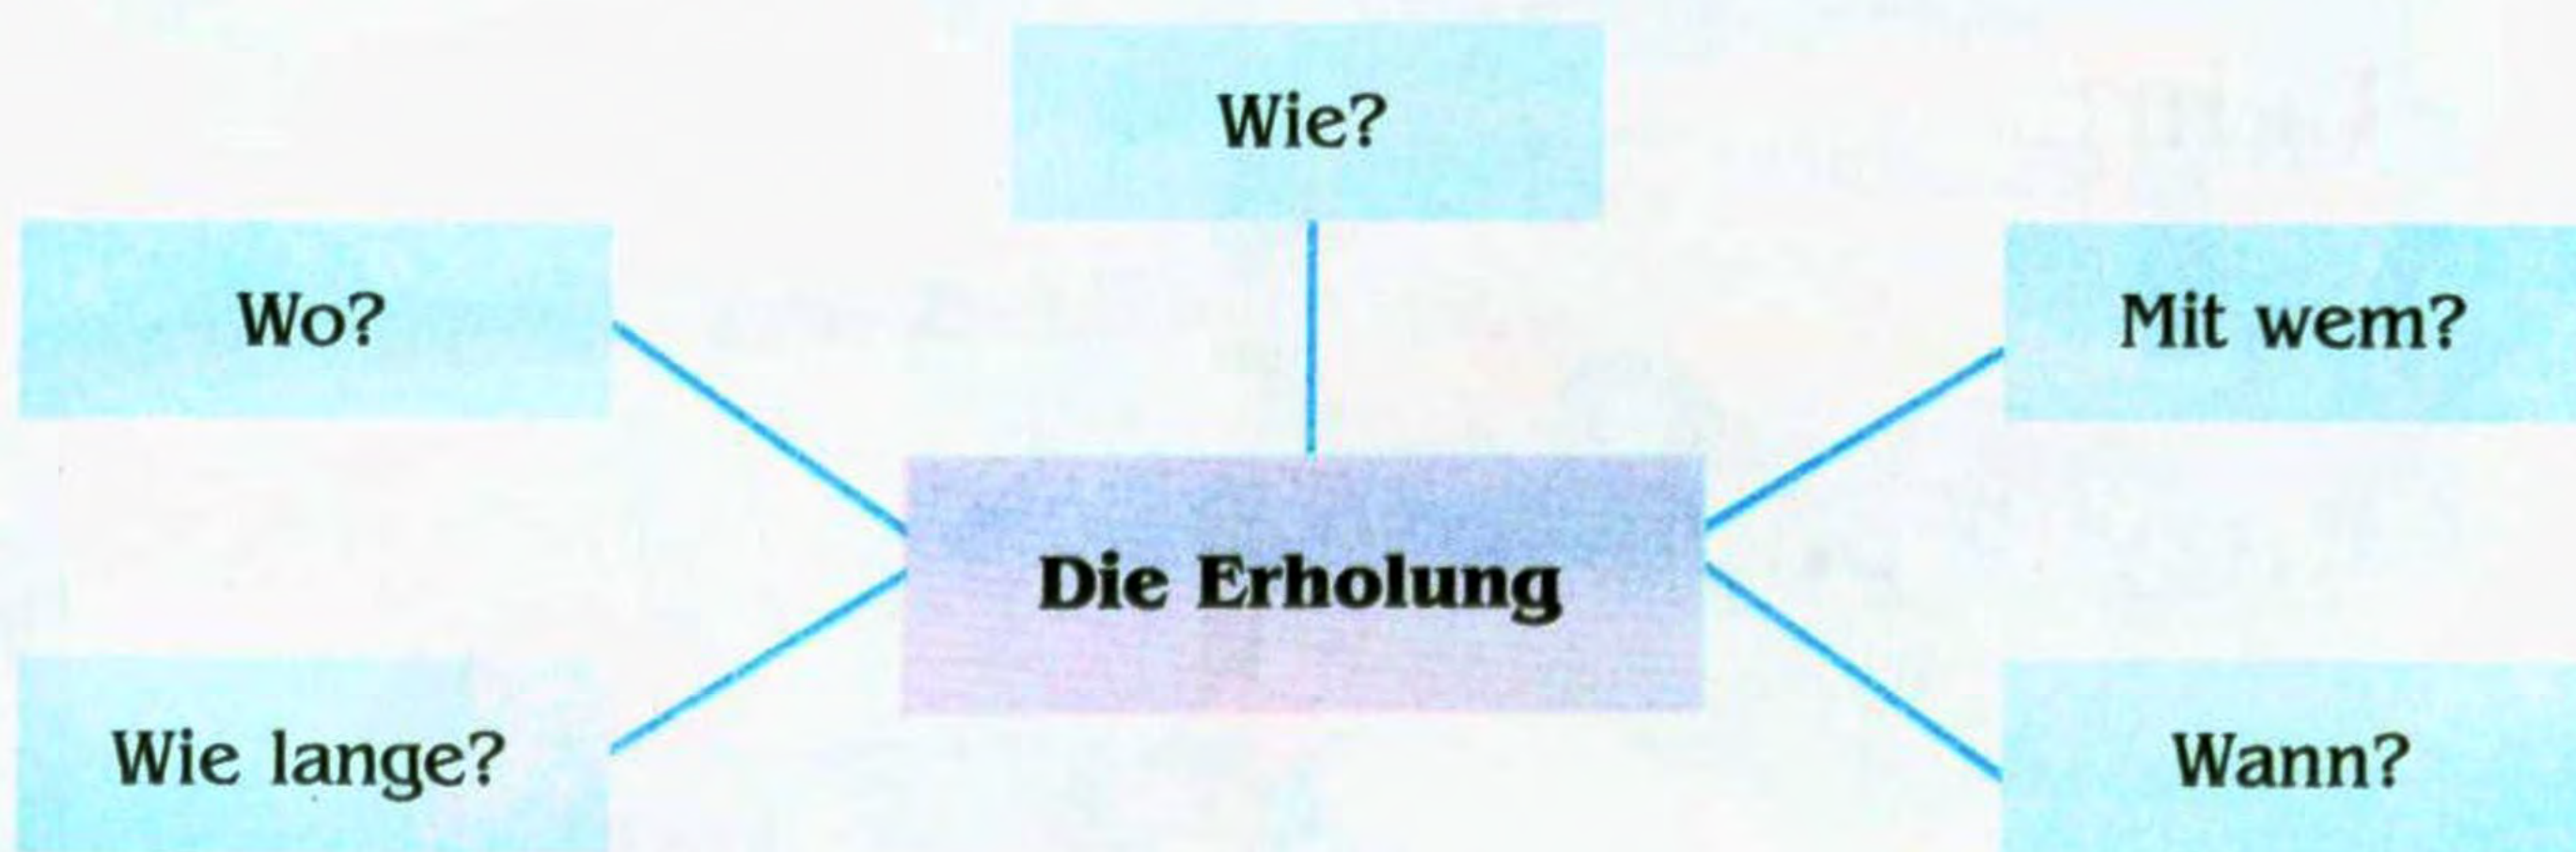 Wie?
Wo?
Mit wem?
Die Erholung
Wie lange?
Wann?